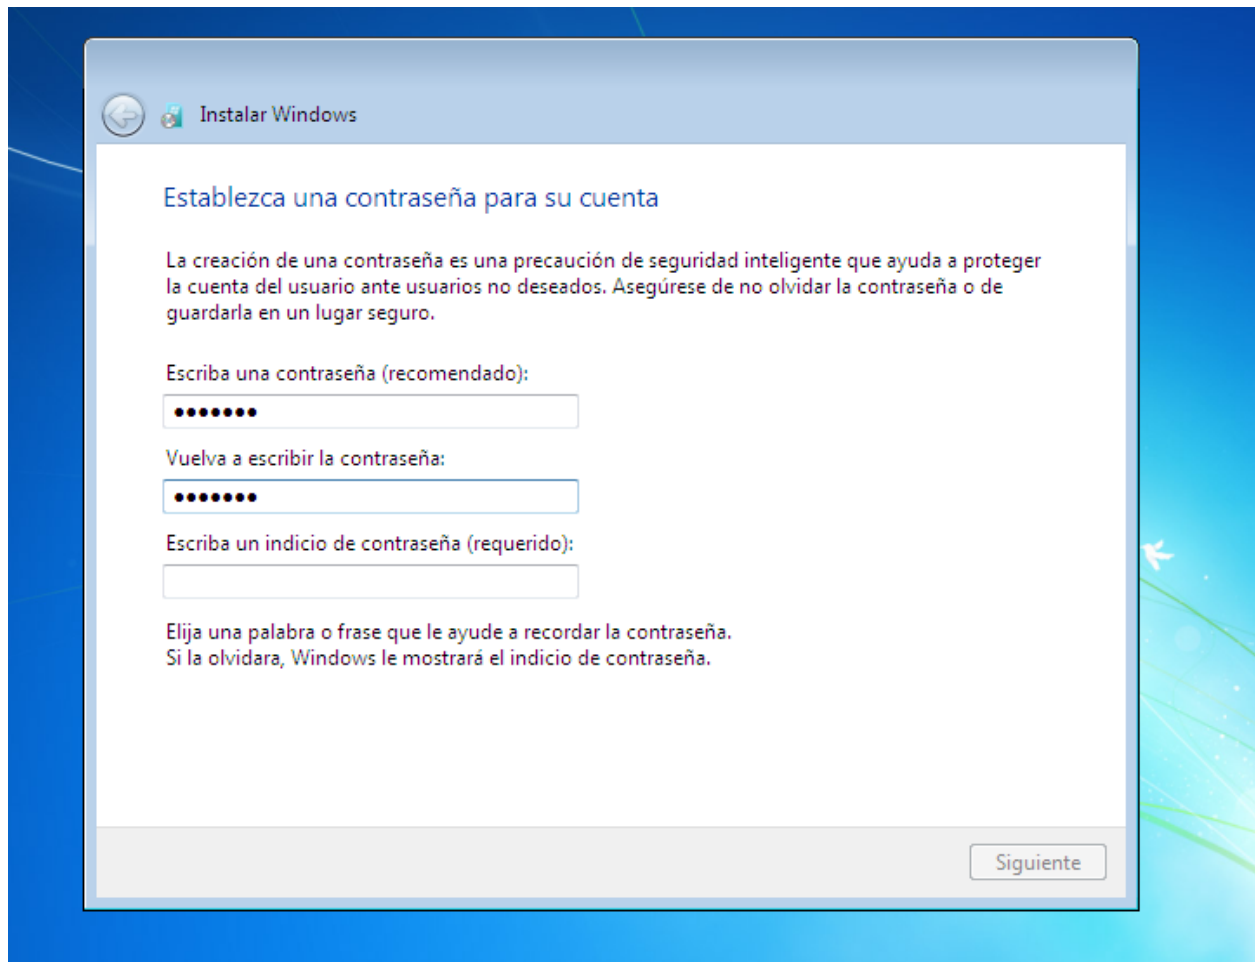 Instalar Windows
Establezca una contraseña para su cuenta
La creación de una contraseña es una precaución de seguridad inteligente que ayuda a proteger
la cuenta del usuario ante usuarios no deseados. Asegúrese de no olvidar la contraseña o de
guardarla en un lugar seguro.
Escriba una contraseña (recomendado):
•••••••
Vuelva a escribir la contraseña:
•••••••
Escriba un indicio de contraseña (requerido):
Elija una palabra o frase que le ayude a recordar la contraseña.
Si la olvidara, Windows le mostrará el indicio de contraseña.
Siguiente